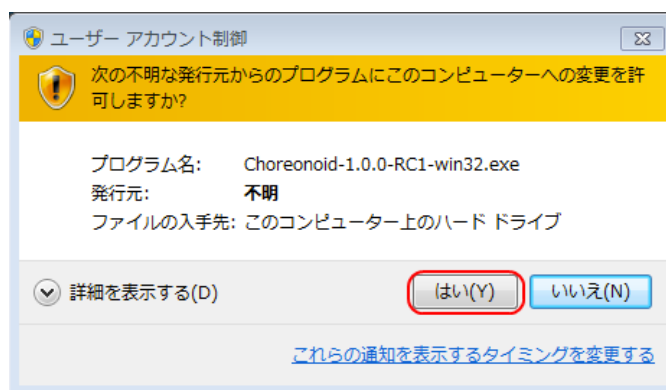 ユーザー アカウント制御
次の不明な発行元からのプログラムにこのコンピューターへの変更を許
可しますか?
プログラム名: Choreonoid-1.0.0-RC1-win32.exe
発行元: 不明
ファイルの入手先: このコンピューター上のハード ドライブ
詳細を表示する(D) はい(Y) いいえ(N)
これらの通知を表示するタイミングを変更する